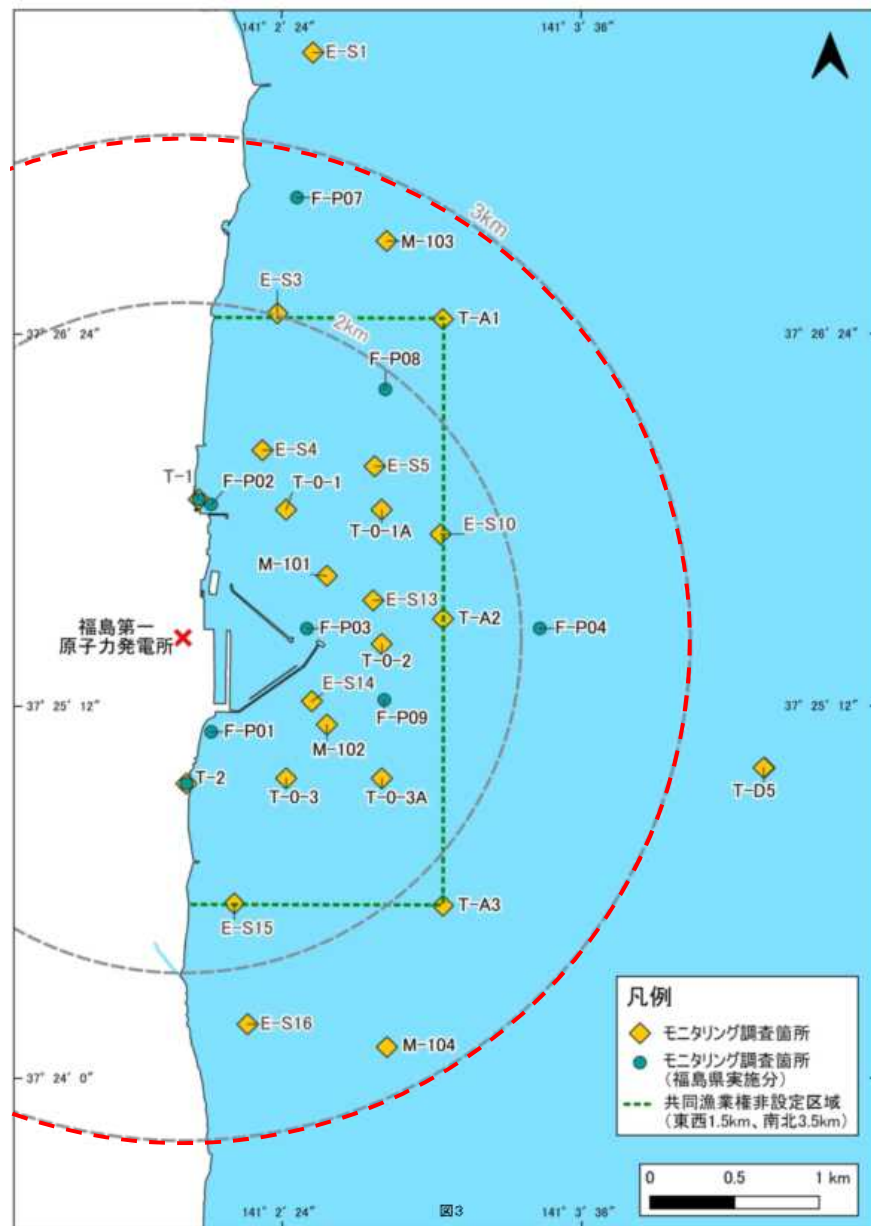 141° 2′ 24″
141° 3′ 36″
E-S1
3km
F-P07
M-103
E-S3
T-A1
37° 26′ 24″
37° 26′ 24″
2km
F-P08
E-S4
E-S5
T-1
F-P02
T-0-1
T-0-1A
E-S10
M-101
E-S13
T-A2
福島第一
原子力発電所
F-P03
F-P04
T-0-2
E-S14
F-P09
37° 25′ 12″
37° 25′ 12″
F-P01
M-102
T-2
T-0-3
T-0-3A
T-D5
T-A3
E-S15
E-S16
M-104
37° 24′ 0″
37° 24′ 0″
凡例
モニタリング調査箇所
モニタリング調査箇所
(福島県実施分)
共同漁業権非設定区域
(東西1.5km、南北3.5km)
0 0.5 1 km
141° 2′ 24″
図3
141° 3′ 36″